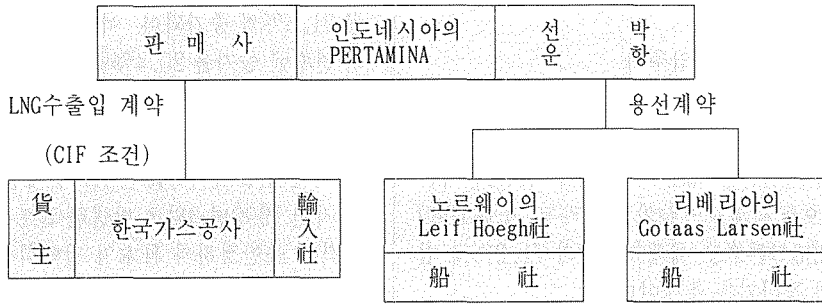 판 매 사 인도네시아의 PERTAMINA 선 박 운 항
LNG수출입 계약
(CIF 조건)
용선계약
貨 主 한국가스공사 輸入社
노르웨이의
Leif Hoegh社
船 社
리베리아의
Gotaas Larsen社
船 社